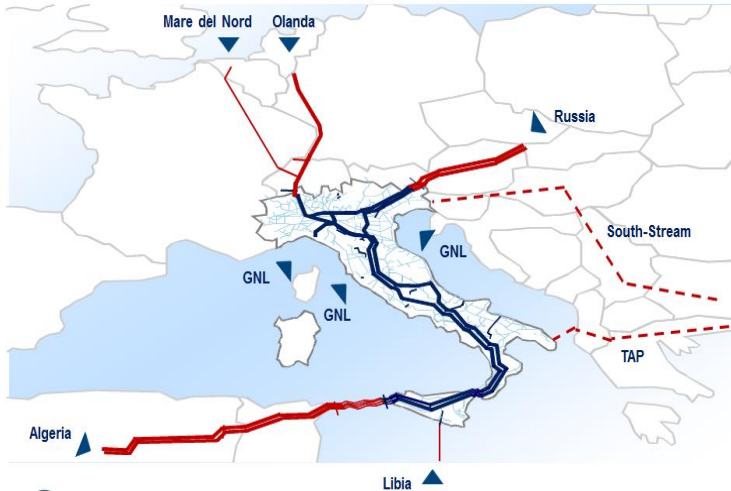 Mare del Nord
Olanda
Russia
South-Stream
GNL
GNL
GNL
TAP
Algeria
Libia